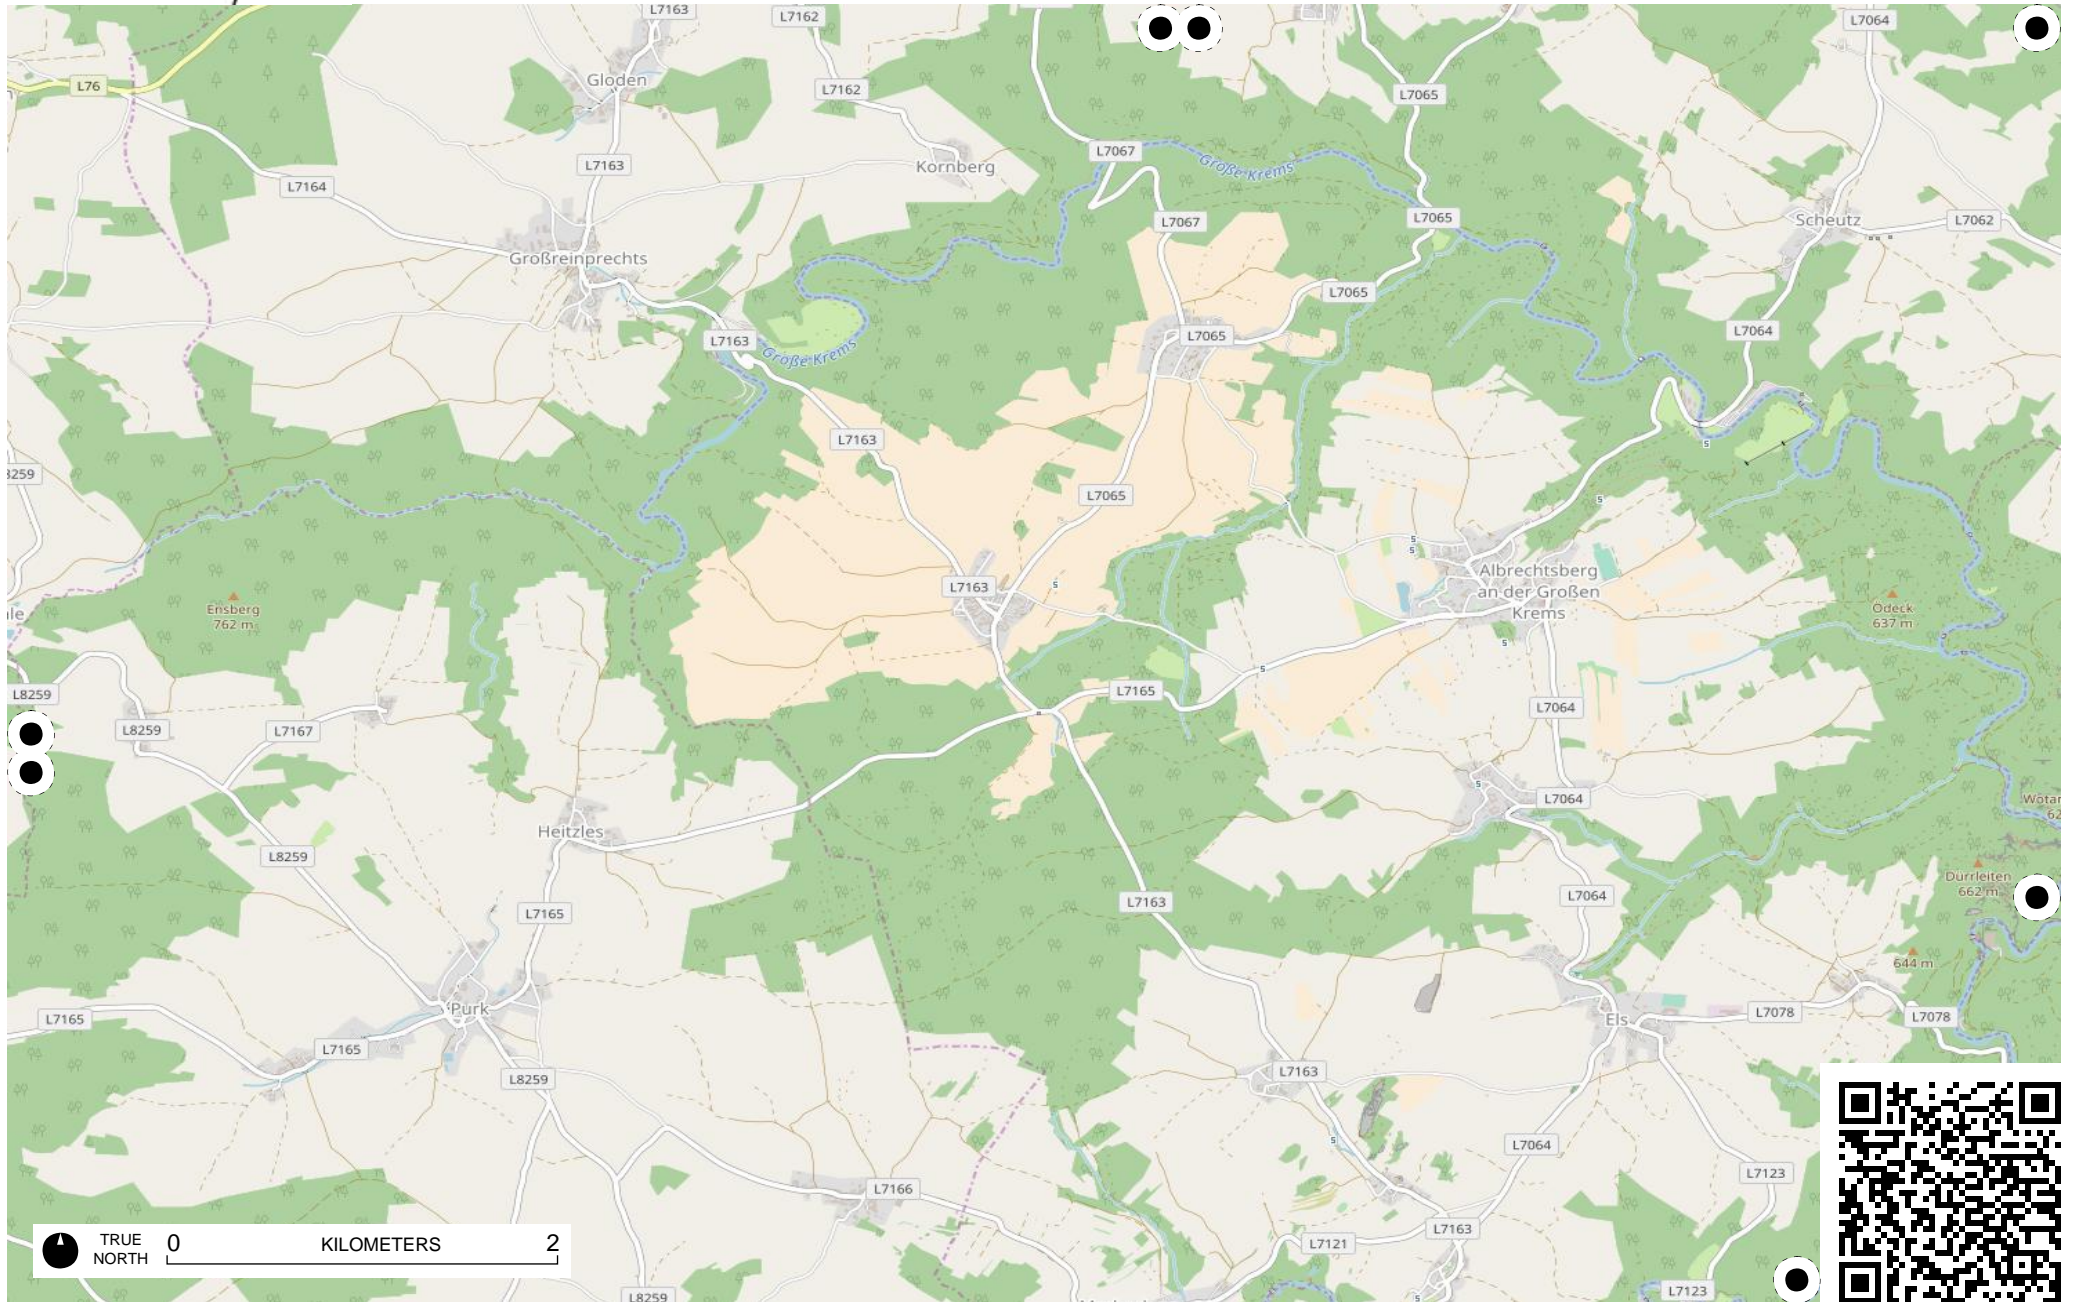 L7163
L7162
L7064
L76
Gloden
L7162
L7065
L7067
Große Krems
L7163
Kornberg
L7164
L7067
L7065
Scheutz
L7062
Großreinprechts
L7065
L7163
Große Krems
L7065
L7064
L7163
8259
L7065
S
S
S
S
Albrechtsberg
an der Großen
Krems
L7163
S
Ensberg
762 m
Ödeck
637 m
S
S
L8259
L7165
L8259
L7167
L7064
S
L7064
Heitzles
L8259
L7064
Dürrleiten
662 m
L7163
L7165
644 m
Purk
L7165
L7165
Els
L7078
L7078
L8259
L7163
S
L7064
L7123
L7166
L7163
L7121
TRUE
NORTH
0 KILOMETERS 2
L8259
L7123
S